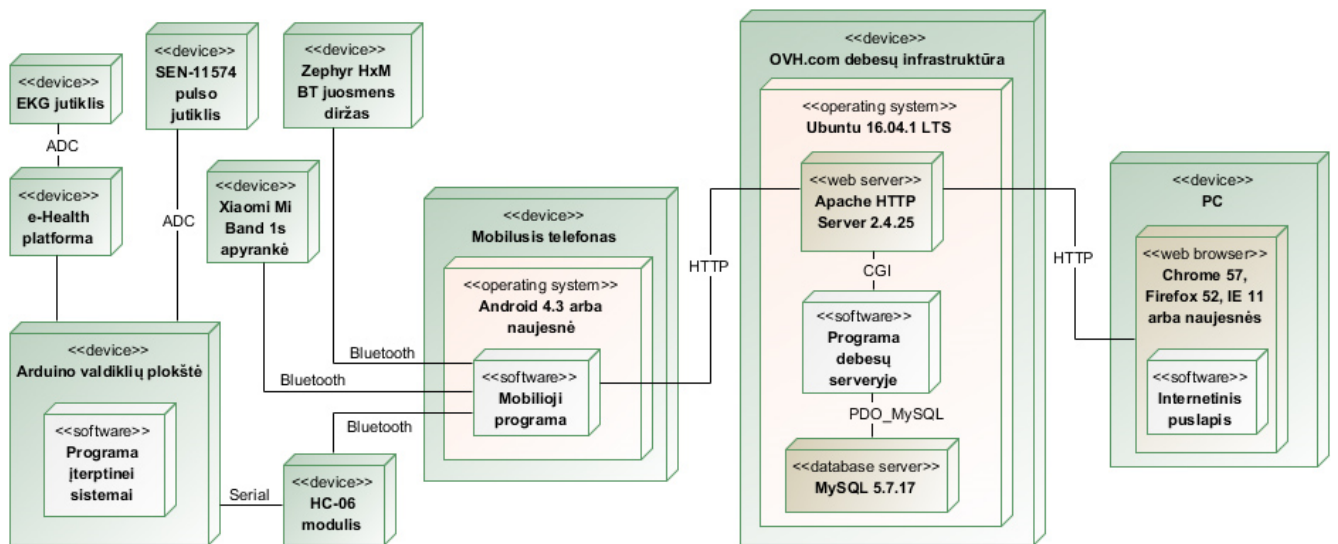 <<device>>
EKG jutiklis
ADC
<<device>>
e-Health
platforma
<<device>>
SEN-11574
pulso
jutiklis
ADC
<<device>>
Zephyr HxM
BT juosmens
diržas
<<device>>
Xiaomi Mi
Band 1s
apyrankė
<<device>>
Arduino valdiklių plokštė
<<software>>
Programa
įterptinei
sistemai
Serial
<<device>>
HC-06
modulis
Bluetooth
Bluetooth
Bluetooth
<<device>>
Mobilusis telefonas
<<operating system>>
Android 4.3 arba
naujesnė
<<software>>
Mobilioji
programa
HTTP
<<device>>
OVH.com debesų infrastruktūra
<<operating system>>
Ubuntu 16.04.1 LTS
<<web server>>
Apache HTTP
Server 2.4.25
CGI
<<software>>
Programa
debesų
serveryje
PDO_MySQL
<<database server>>
MySQL 5.7.17
HTTP
<<device>>
PC
<<web browser>>
Chrome 57,
Firefox 52, IE 11
arba naujesnės
<<software>>
Internetinis
puslapis